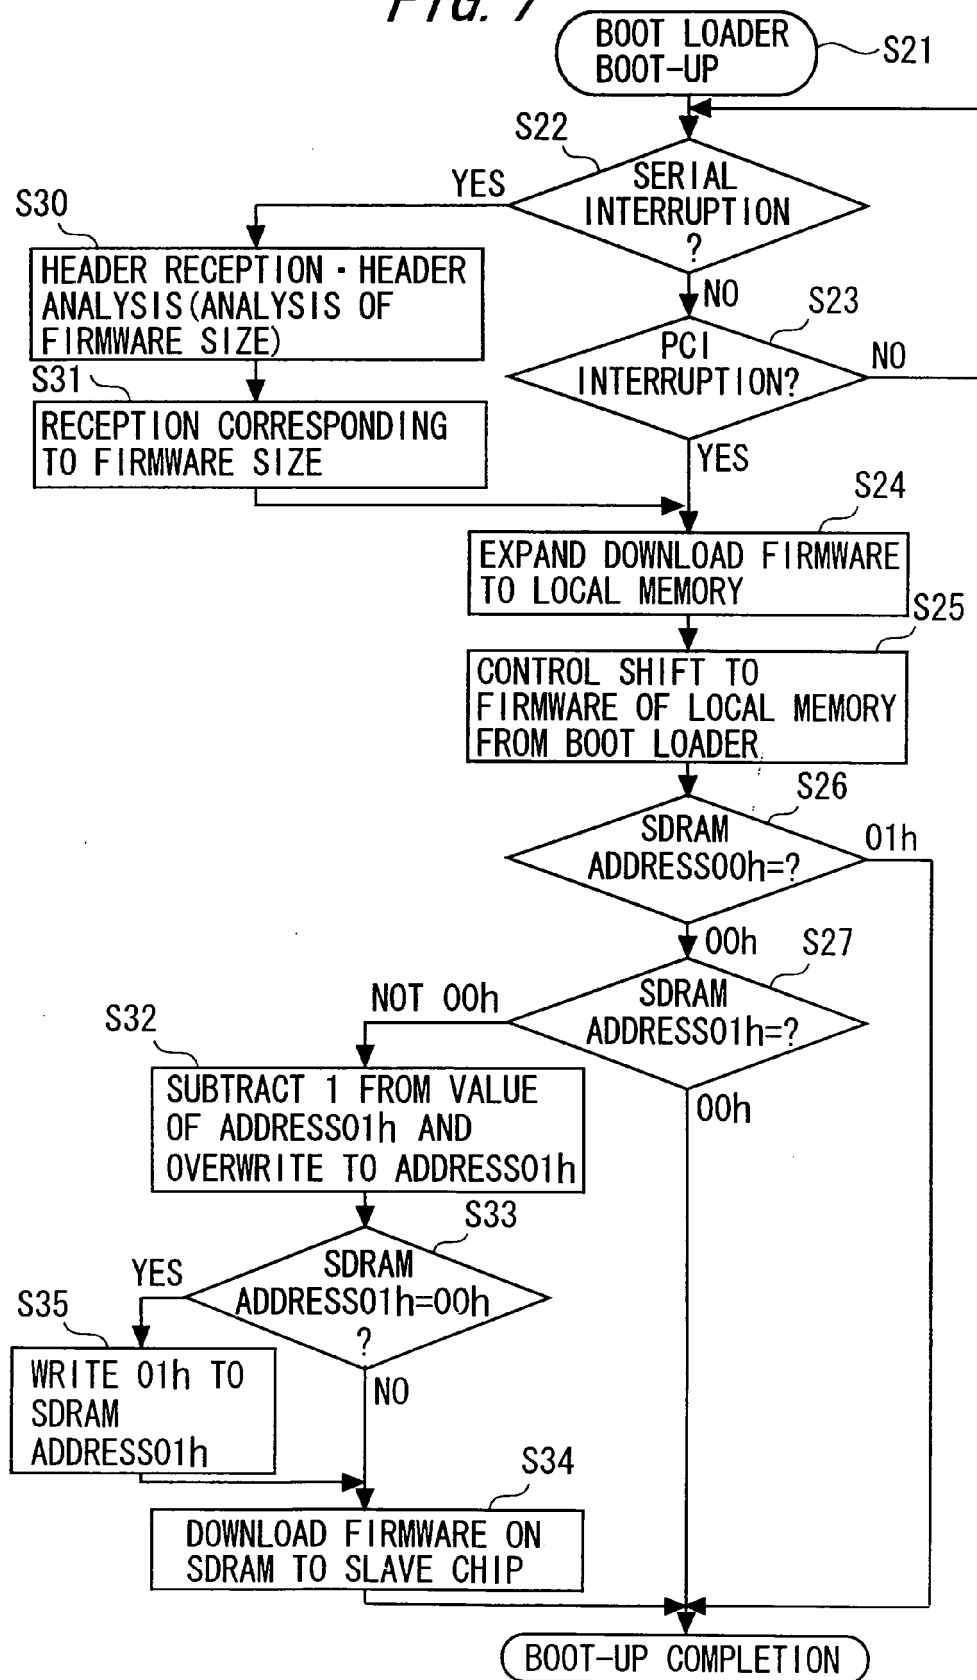 FIG. 7
BOOT LOADER
BOOT-UP
S21
S22
SERIAL
INTERRUPTION
?
YES
NO
S30
HEADER RECEPTION · HEADER
ANALYSIS(ANALYSIS OF
FIRMWARE SIZE)
S23
PCI
INTERRUPTION?
NO
YES
S31
RECEPTION CORRESPONDING
TO FIRMWARE SIZE
S24
EXPAND DOWNLOAD FIRMWARE
TO LOCAL MEMORY
S25
CONTROL SHIFT TO
FIRMWARE OF LOCAL MEMORY
FROM BOOT LOADER
S26
SDRAM
ADDRESS00h=?
01h
00h
S27
SDRAM
ADDRESS01h=?
NOT 00h
00h
S32
SUBTRACT 1 FROM VALUE
OF ADDRESS01h AND
OVERWRITE TO ADDRESS01h
S33
SDRAM
ADDRESS01h=00h
?
YES
NO
S35
WRITE 01h TO
SDRAM
ADDRESS01h
S34
DOWNLOAD FIRMWARE ON
SDRAM TO SLAVE CHIP
BOOT-UP COMPLETION